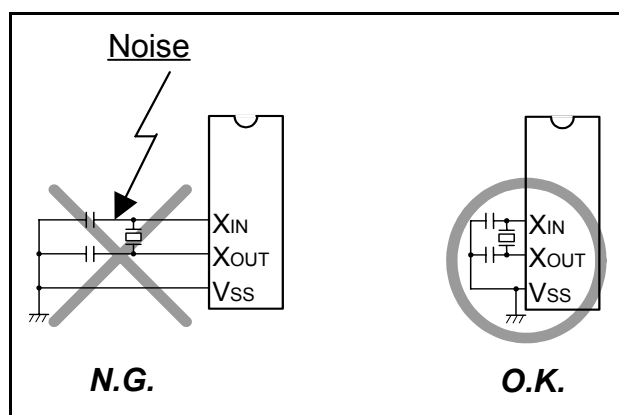 Noise
XIN
XOUT
VSS
N.G.
XIN
XOUT
VSS
O.K.